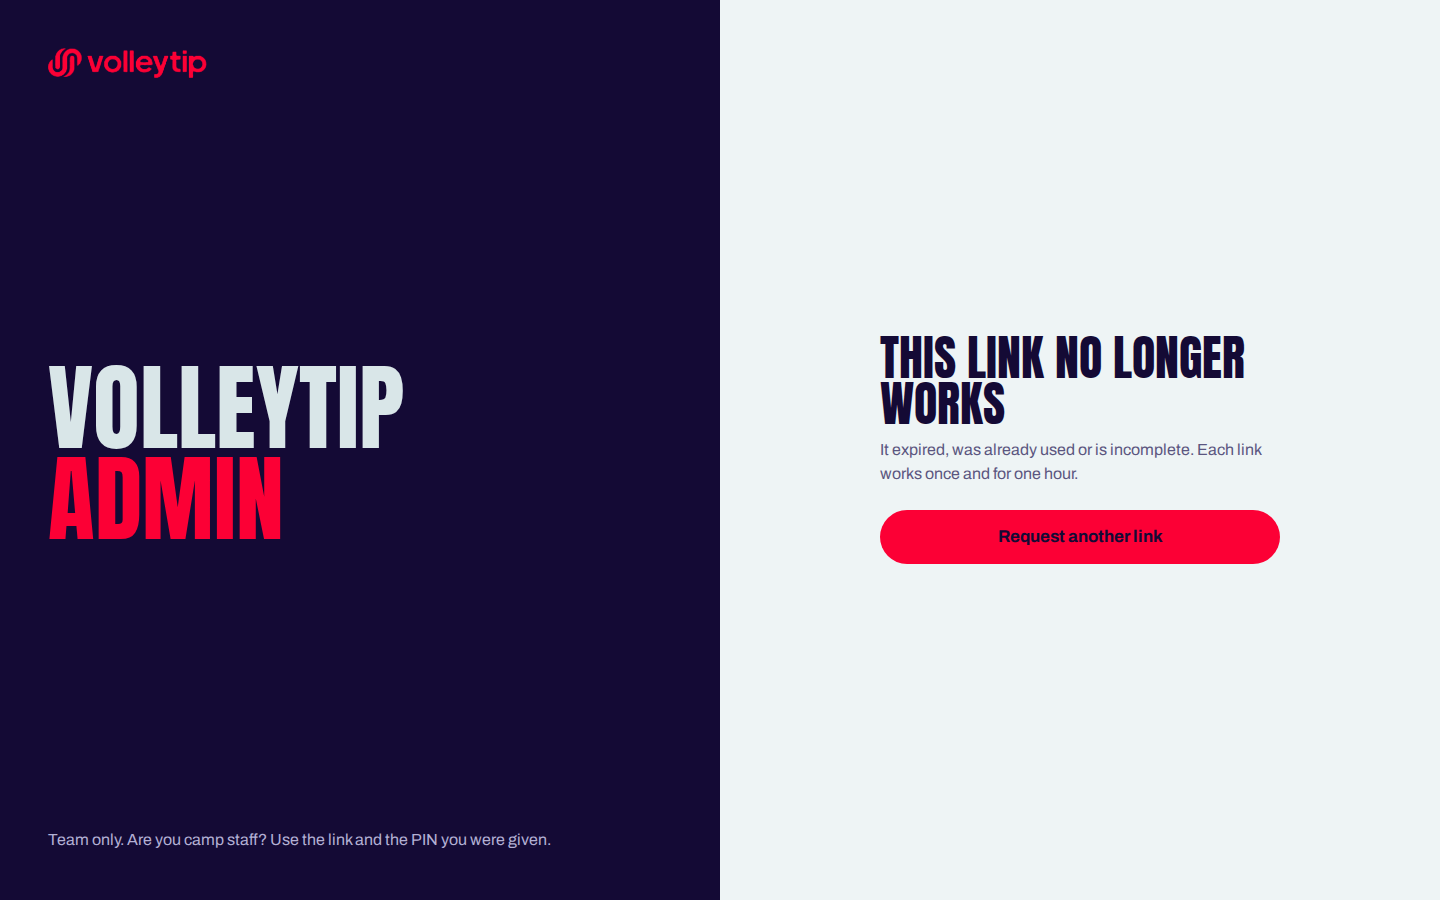 volleytip
VOLLEYTIP
ADMIN
Team only. Are you camp staff? Use the link and the PIN you were given.
THIS LINK NO LONGER
WORKS
It expired, was already used or is incomplete. Each link
works once and for one hour.
Request another link